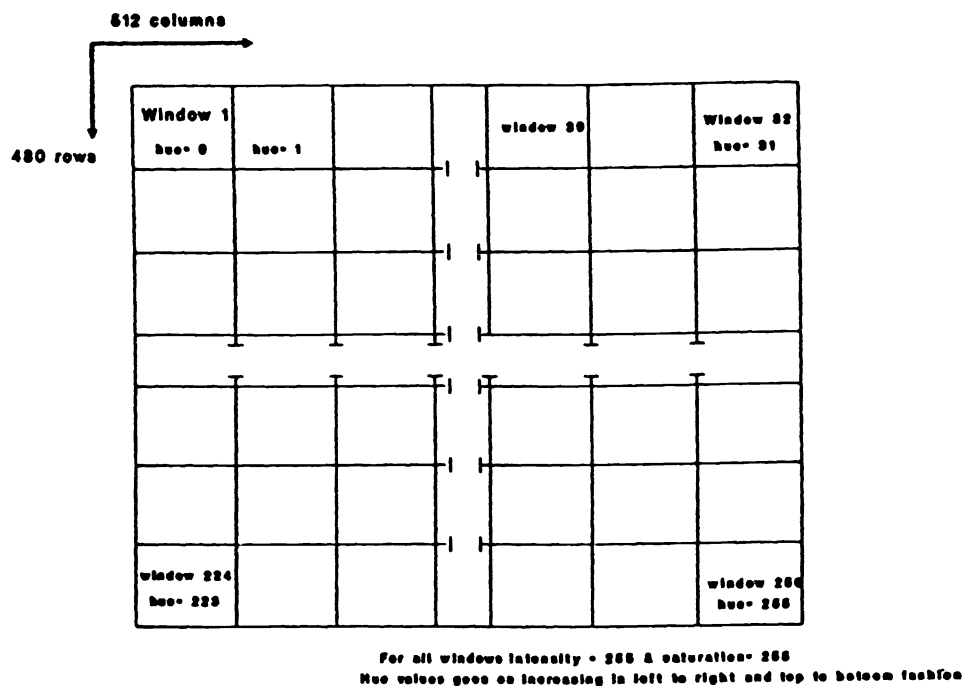 512 columns
480 rows
Window 1
hue= 0
hue= 1
window 30
Window 32
hue= 31
window 224
hue= 223
window 256
hue= 255
For all windows intensity = 255 & saturation= 255
Hue values goes on increasing in left to right and top to botoom fashion